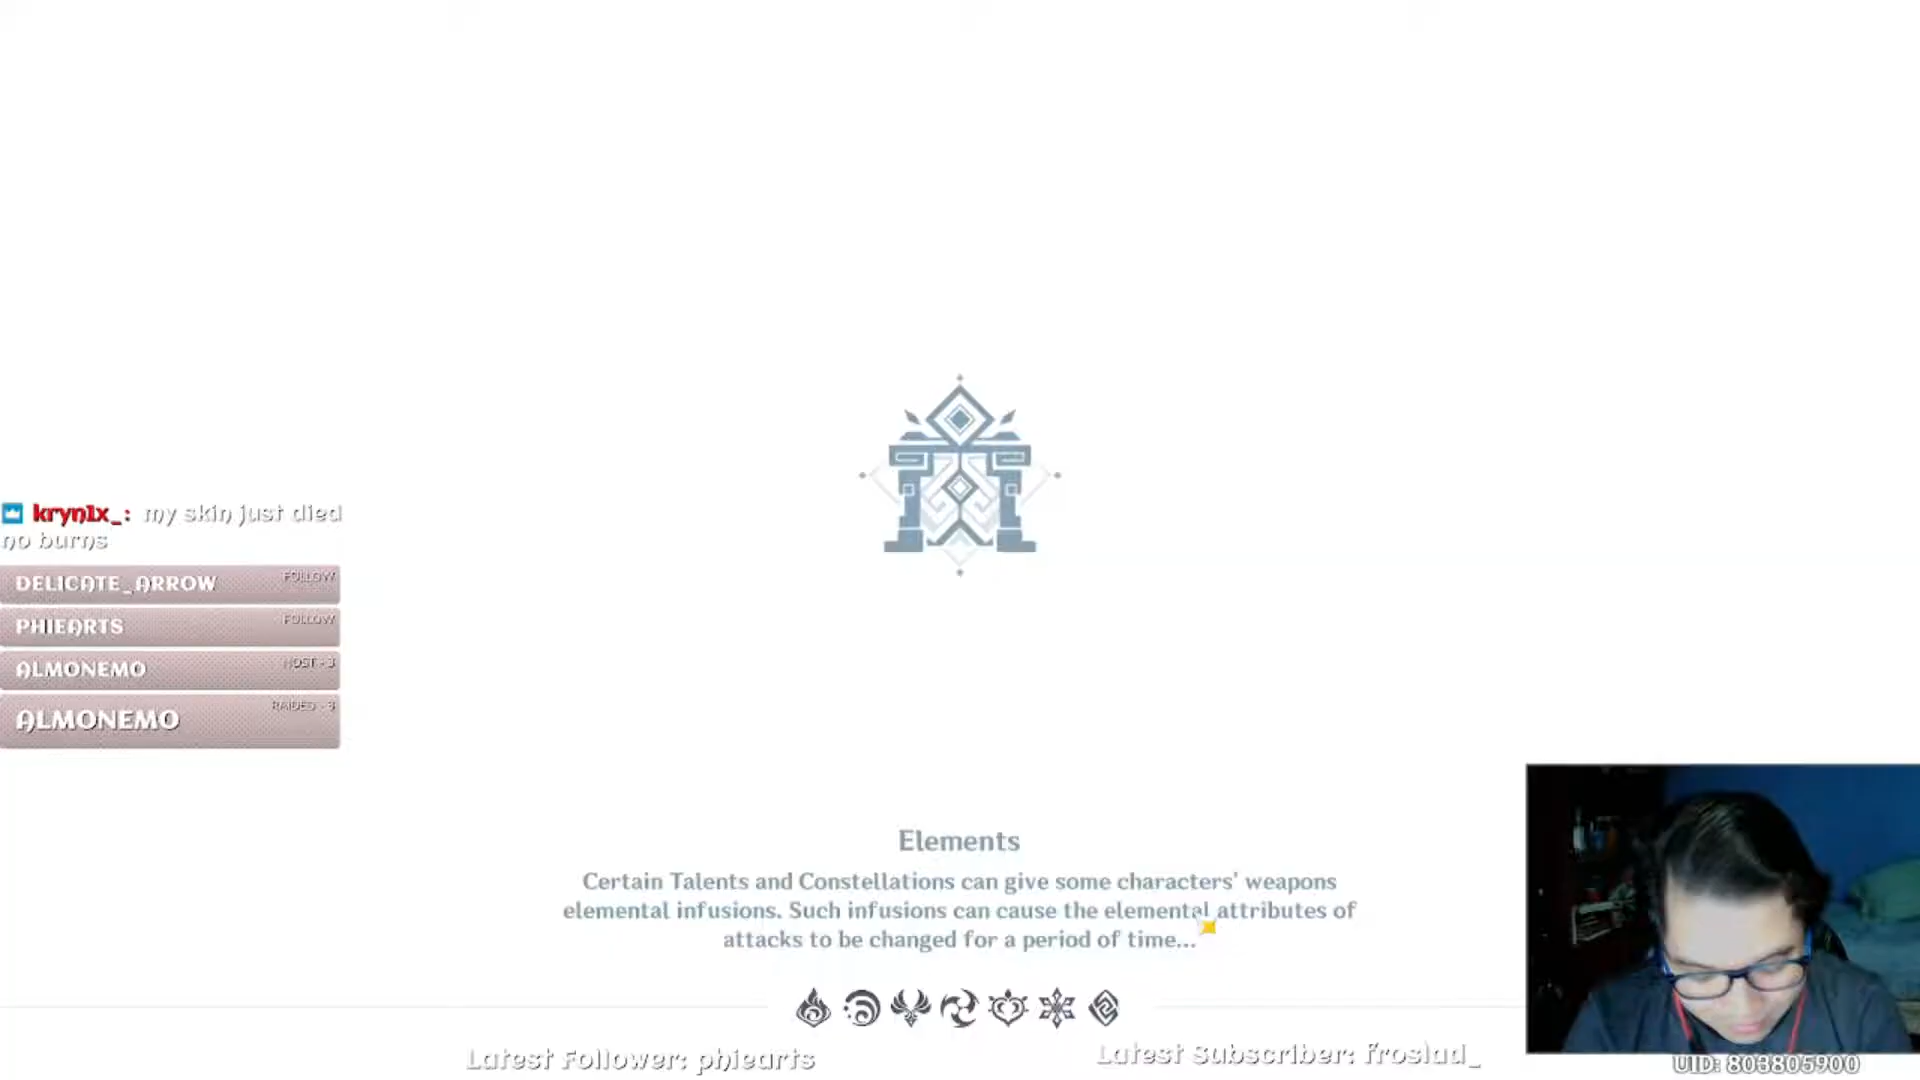 kryn1x_: my skin just died
no burns
DELICATE_ARROW FOLLOW
PHIEARTS FOLLOW
ALMONEMO HOST - 3
ALMONEMO RAIDED - 3
Elements
Certain Talents and Constellations can give some characters' weapons
elemental infusions. Such infusions can cause the elemental attributes of
attacks to be changed for a period of time...
Latest Follower: phiearts
Latest Subscriber: froslud_
UID: 803805900